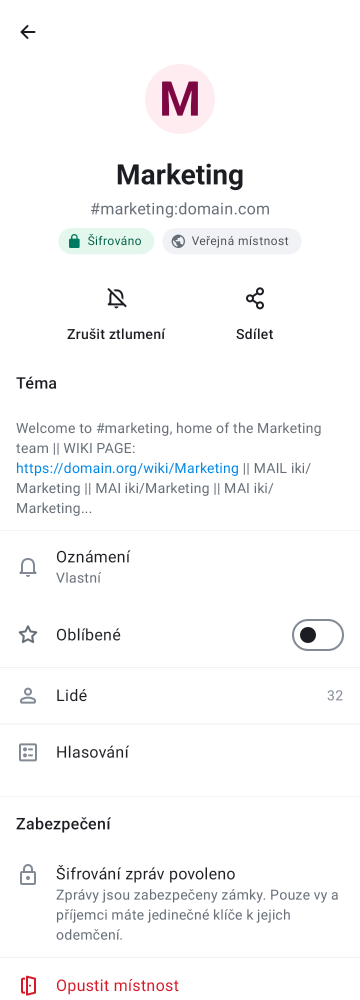 M
Marketing
#marketing:domain.com
Šifrováno
Veřejná místnost
Zrušit ztlumení
Sdílet
Téma
Welcome to #marketing, home of the Marketing
team || WIKI PAGE:
https://domain.org/wiki/Marketing || MAIL iki/
Marketing || MAI iki/Marketing || MAI iki/
Marketing...
Oznámení
Vlastní
Oblíbené
Lidé
32
Hlasování
Zabezpečení
Šifrování zpráv povoleno
Zprávy jsou zabezpečeny zámky. Pouze vy a
příjemci máte jedinečné klíče k jejich
odemčení.
Opustit místnost